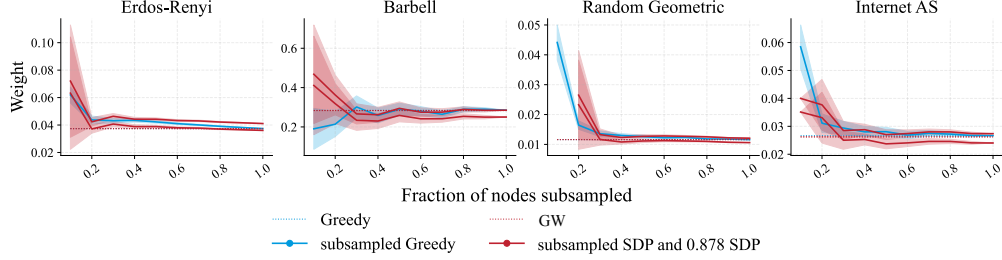 Erdos-Renyi Barbell Random Geometric Internet AS
Weight
0.10 0.08 0.06 0.04 0.02
0.6 0.4 0.2
0.05 0.04 0.03 0.02 0.01
0.06 0.05 0.04 0.03 0.02
0.2 0.4 0.6 0.8 1.0 0.2 0.4 0.6 0.8 1.0 0.2 0.4 0.6 0.8 1.0 0.2 0.4 0.6 0.8 1.0
Fraction of nodes subsampled
Greedy GW
subsampled Greedy subsampled SDP and 0.878 SDP